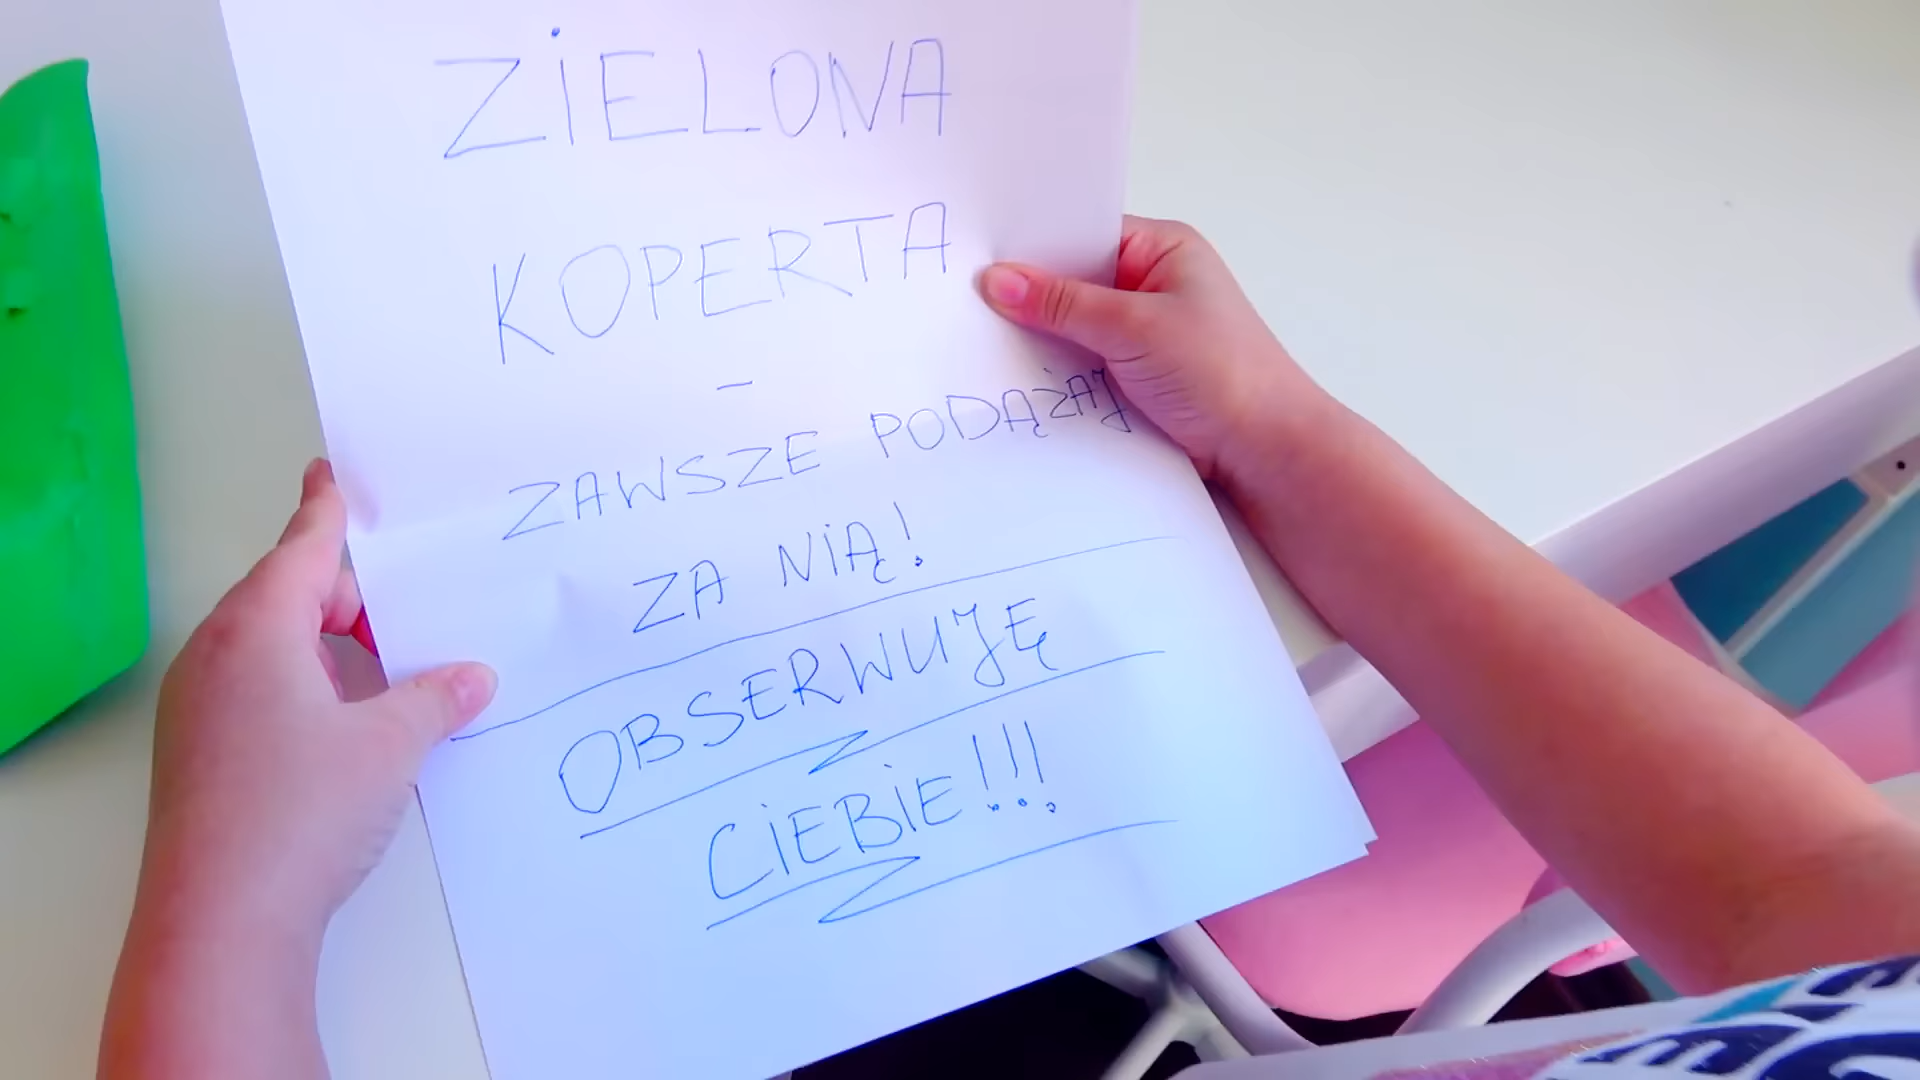 ZIELONA
KOPERTA
-
ZAWSZE PODĄŻAJ
ZA NIĄ!
OBSERWUJĘ
CIEBIE!!!